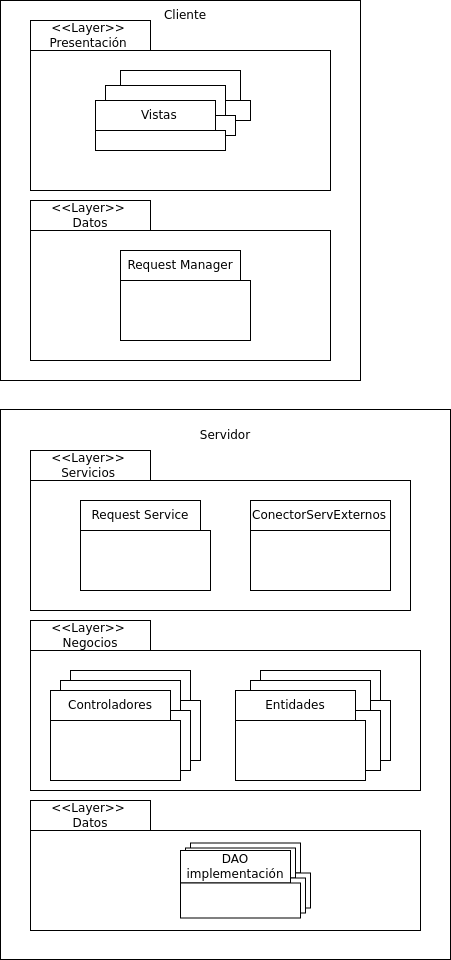 Cliente
<<Layer>>
Presentación
Vistas
<<Layer>>
Datos
Request Manager
Servidor
<<Layer>>
Servicios
Request Service
ConectorServExternos
<<Layer>>
Negocios
Controladores
Entidades
<<Layer>>
Datos
DAO
implementación